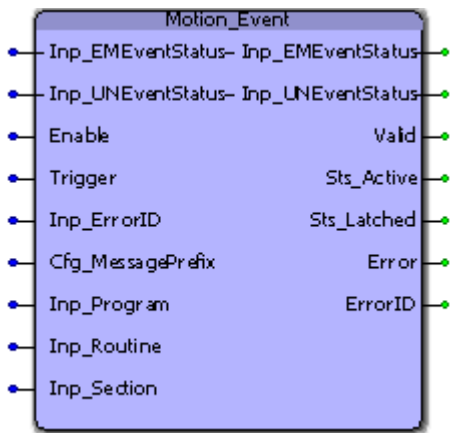 Motion_Event
Inp_EMEventStatus– Inp_EMEventStatus
Inp_UNEventStatus– Inp_UNEventStatus
Enable Valid
Trigger Sts_Active
Inp_ErrorID Sts_Latched
Cfg_MessagePrefix Error
Inp_Program ErrorID
Inp_Routine
Inp_Section